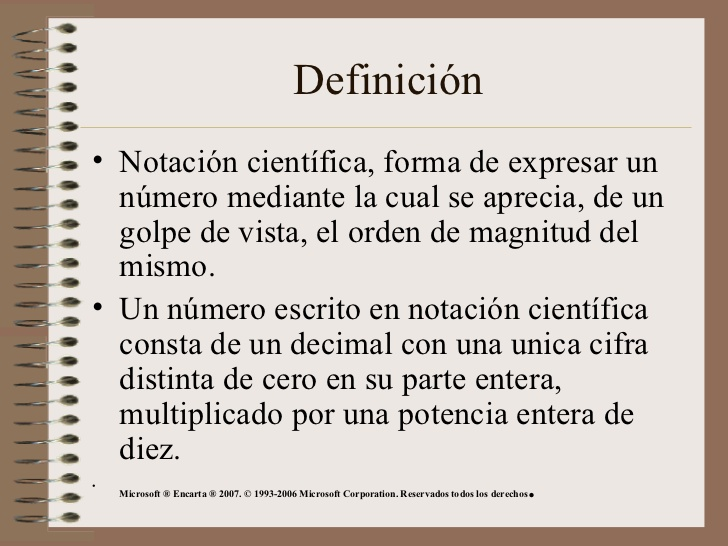 Definición
• Notación científica, forma de expresar un
número mediante la cual se aprecia, de un
golpe de vista, el orden de magnitud del
mismo.
• Un número escrito en notación científica
consta de un decimal con una unica cifra
distinta de cero en su parte entera,
multiplicado por una potencia entera de
diez.
• Microsoft ® Encarta ® 2007. © 1993-2006 Microsoft Corporation. Reservados todos los derechos.